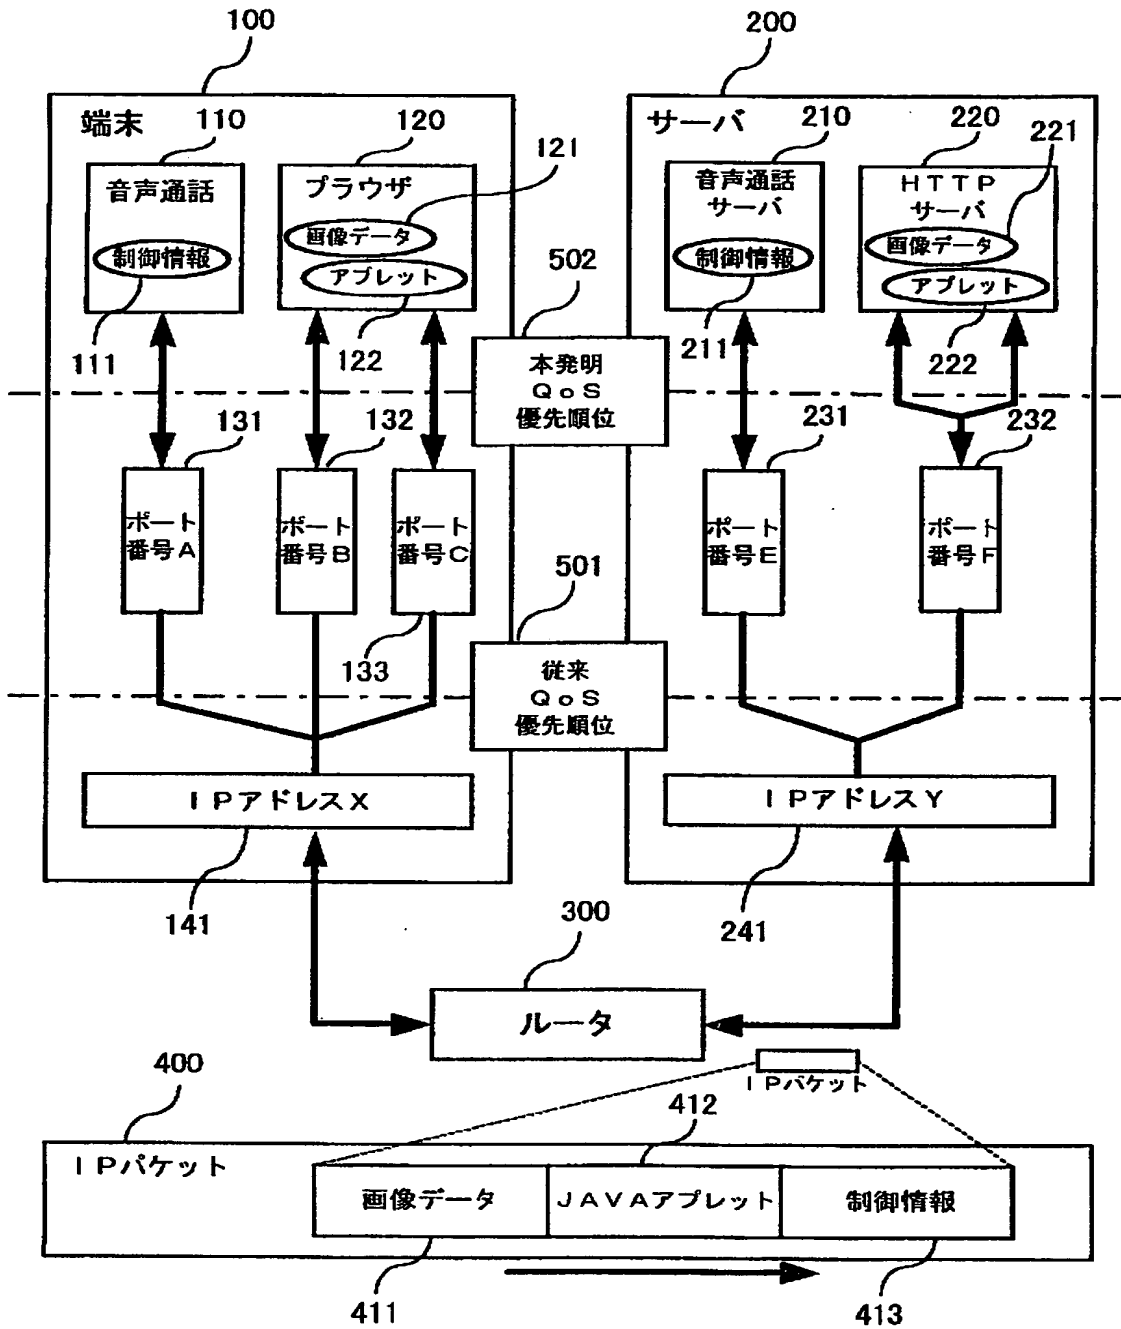 100
200
端末
110
120
121
サーバ
210
220
221
音声通話
制御情報
111
ブラウザ
画像データ
アプレット
122
音声通話
サーバ
制御情報
211
HTTP
サーバ
画像データ
アプレット
222
502
本発明
QoS
優先順位
131
132
231
232
ポート
番号A
ポート
番号B
ポート
番号C
ポート
番号E
ポート
番号F
133
501
従来
QoS
優先順位
IPアドレスX
IPアドレスY
141
241
300
ルータ
IPパケット
400
412
IPパケット
画像データ
JAVAアプレット
制御情報
411
413